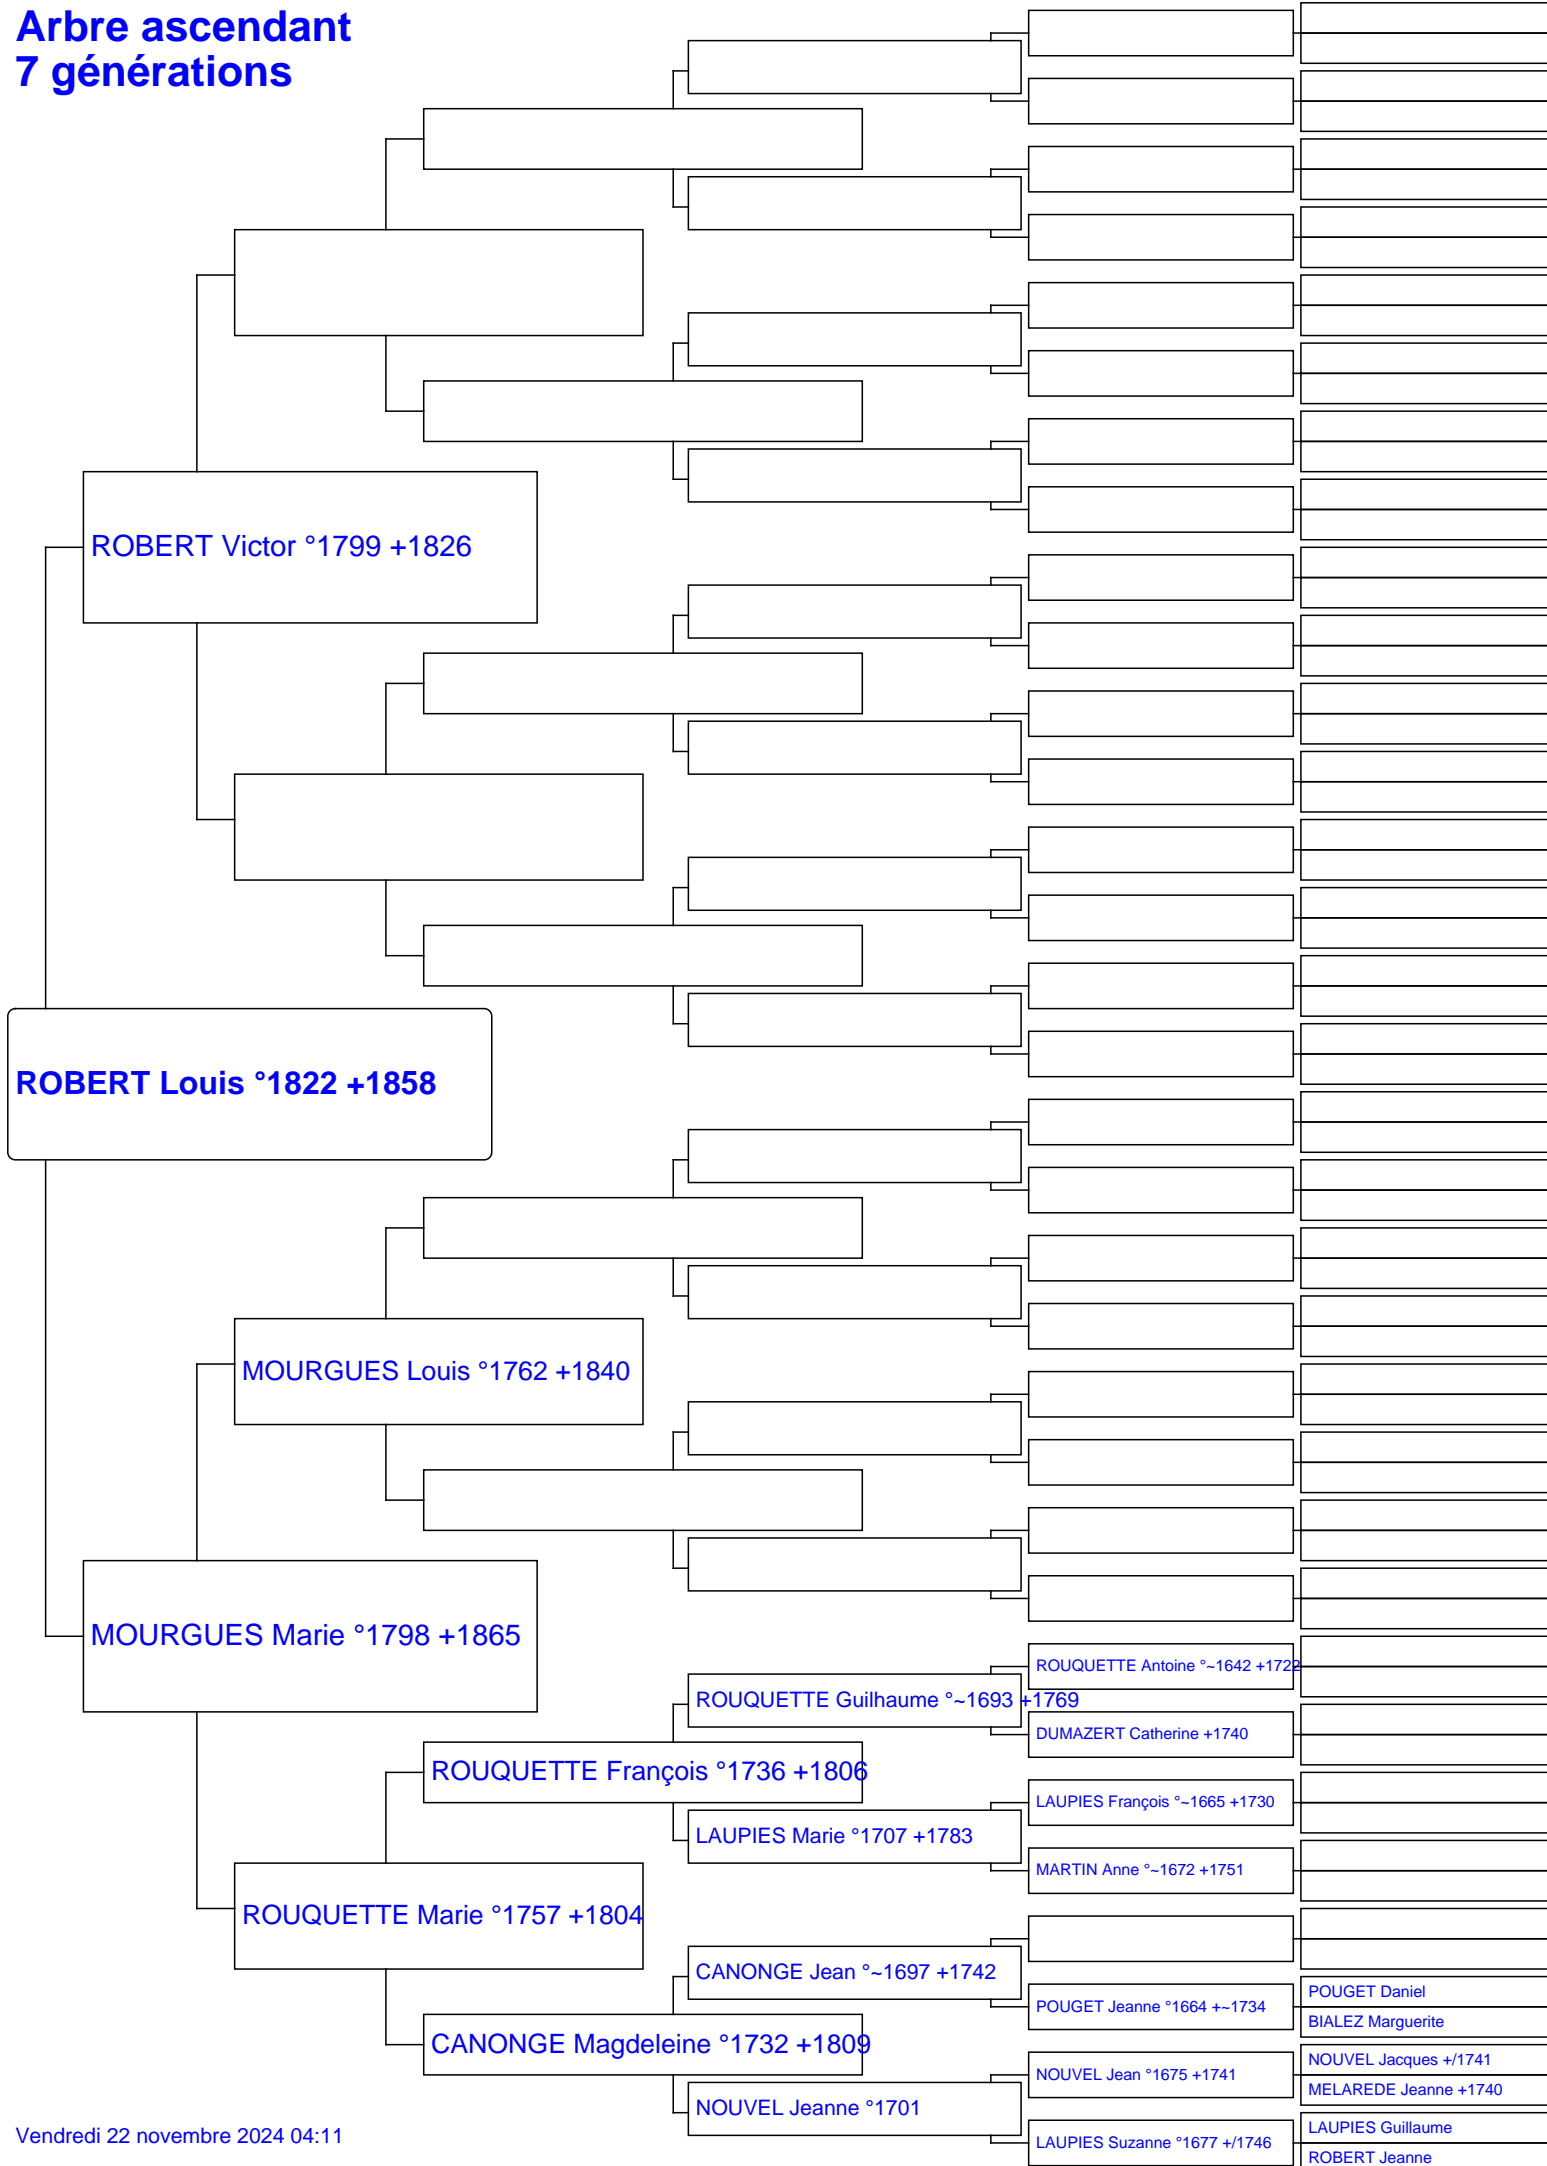 Arbre ascendant
7 générations
ROBERT Victor °1799 +1826
ROBERT Louis °1822 +1858
MOURGUES Louis °1762 +1840
MOURGUES Marie °1798 +1865
ROUQUETTE Antoine °~1642 +1722
ROUQUETTE Guilhaume °~1693 +1769
DUMAZERT Catherine +1740
ROUQUETTE François °1736 +1806
LAUPIES François °~1665 +1730
LAUPIES Marie °1707 +1783
MARTIN Anne °~1672 +1751
ROUQUETTE Marie °1757 +1804
CANONGE Jean °~1697 +1742
POUGET Daniel
POUGET Jeanne °1664 +~1734
BIALEZ Marguerite
CANONGE Magdeleine °1732 +1809
NOUVEL Jacques +/1741
NOUVEL Jean °1675 +1741
MELAREDE Jeanne +1740
NOUVEL Jeanne °1701
LAUPIES Guillaume
LAUPIES Suzanne °1677 +/1746
ROBERT Jeanne
Vendredi 22 novembre 2024 04:11